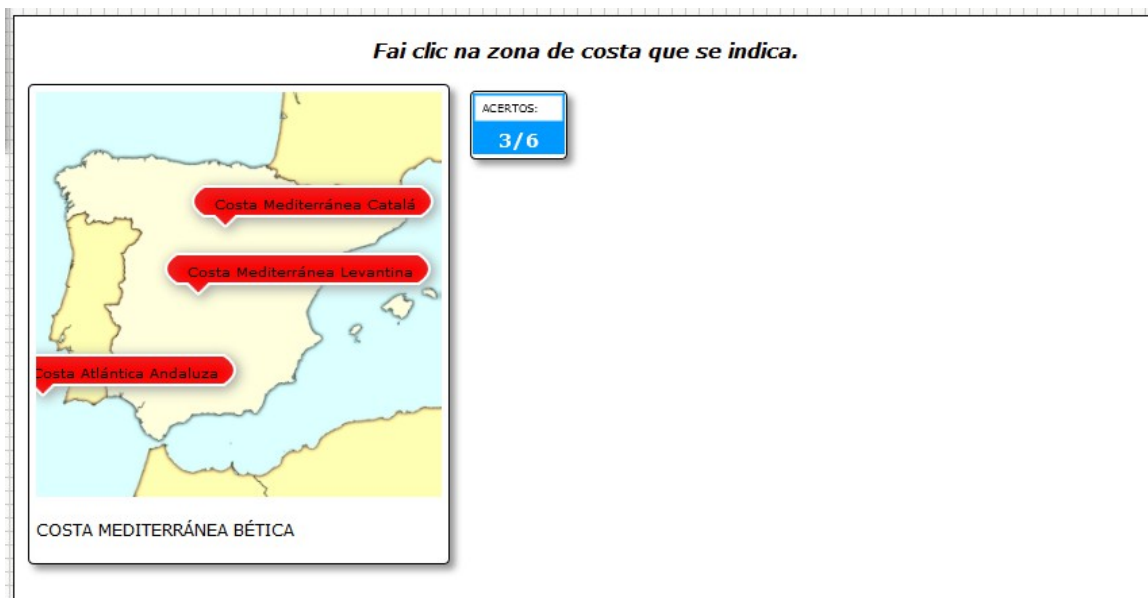 Fai clic na zona de costa que se indica.
ACERTOS:
3/6
Costa Mediterránea Catalá
Costa Mediterránea Levantina
Costa Atlántica Andaluza
COSTA MEDITERRÁNEA BÉTICA